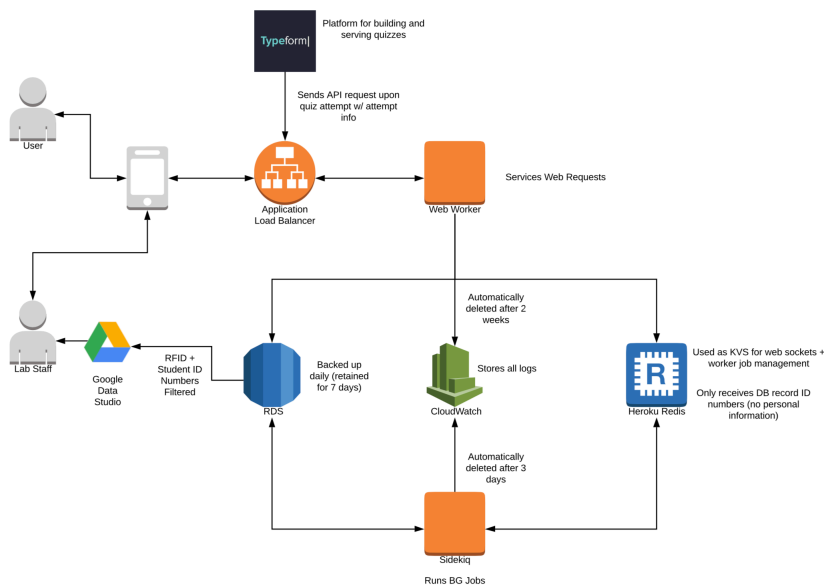 Typeform|
Platform for building and
serving quizzes
Sends API request upon
quiz attempt w/ attempt
info
User
Application
Load Balancer
Web Worker
Services Web Requests
Automatically
deleted after 2
weeks
Lab Staff
Google
Data
Studio
RFID +
Student ID
Numbers
Filtered
RDS
Backed up
daily (retained
for 7 days)
CloudWatch
Stores all logs
R
Heroku Redis
Used as KVS for web sockets +
worker job management
Only receives DB record ID
numbers (no personal
information)
Automatically
deleted after 3
days
Sidekiq
Runs BG Jobs